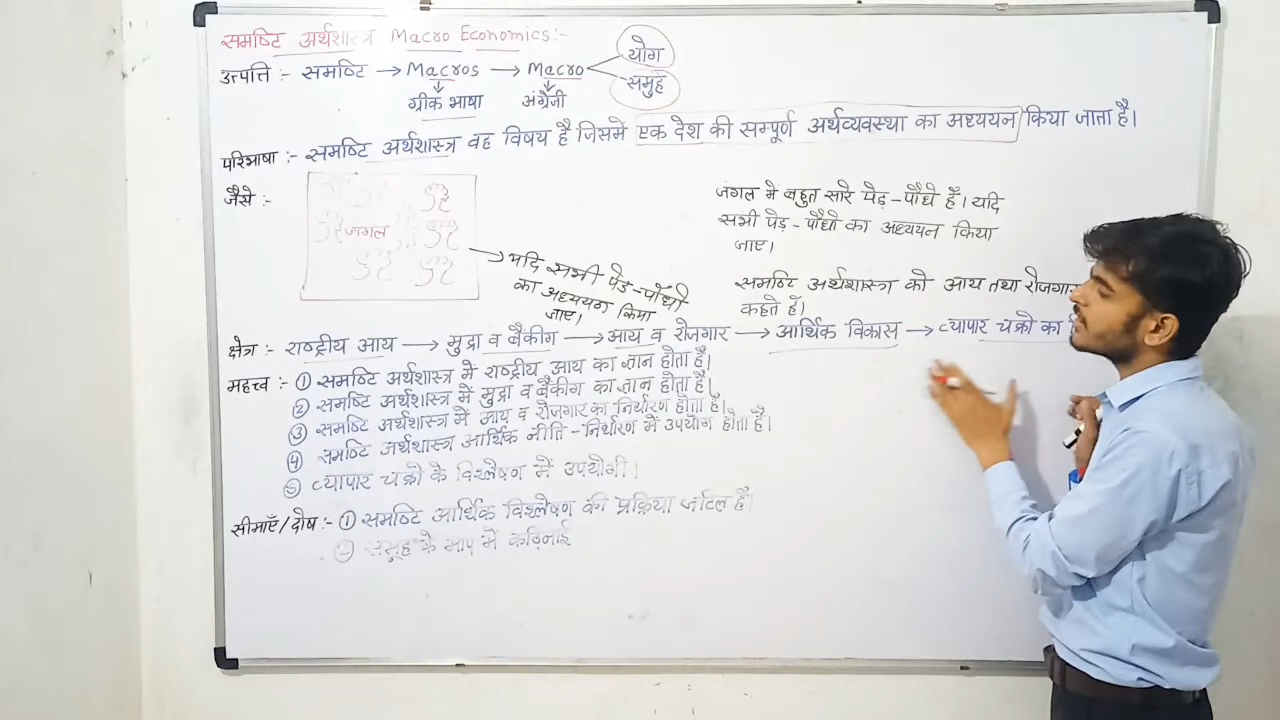 समष्टि अर्थशास्त्र Macro Economics:-
उत्पत्ति :- समष्टि → Macros → Macro योग
समुह
ग्रीक भाषा अंग्रेजी
परिभाषा :- समष्टि अर्थशास्त्र वह विषय है जिसमे एक देश की सम्पूर्ण अर्थव्यवस्था का अध्ययन किया जाता है।
जैसे :-
जंगल
यदि सभी पेड़-पौधो
का अध्ययन किया
जाए।
जंगल मे बहुत सारे पेड़-पौधे हैं। यदि
सभी पेड़-पौधो का अध्ययन किया
जाए।
समष्टि अर्थशास्त्र को आय तथा रोजगार
कहते हैं।
क्षेत्र :- राष्ट्रीय आय → मुद्रा व बैंकीग → आय व रोजगार → आर्थिक विकास → व्यापार चक्रो का
महत्त्व :- ① समष्टि अर्थशास्त्र मे राष्ट्रीय आय का ज्ञान होता है।
② समष्टि अर्थशास्त्र में मुद्रा व बैंकीग का ज्ञान होता है।
③ समष्टि अर्थशास्त्र में आय व रोजगार का निर्धारण होता है।
④ समष्टि अर्थशास्त्र आर्थिक नीति-निर्धारण में उपयोग होता है।
⑤ व्यापार चक्रो के विश्लेषण में उपयोगी।
सीमाएँ/दोष :- ① समष्टि आर्थिक विश्लेषण की प्रक्रिया जटिल है।
② समुह के माप में कठिनाई